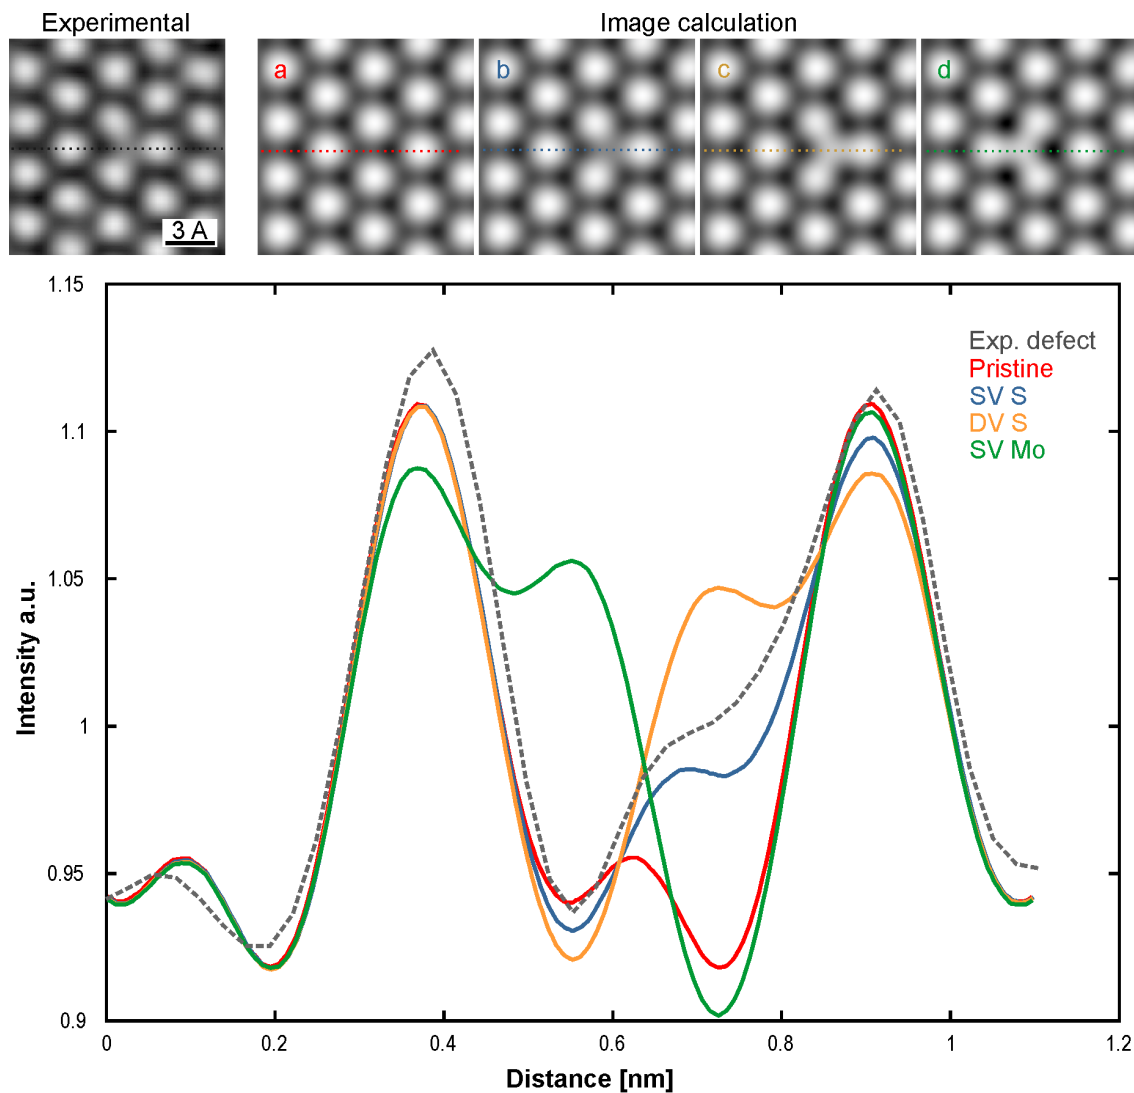 Experimental
Image calculation
a
b
c
d
3 A
1.15
1.1
1.05
1
0.95
0.9
Intensity a.u.
Exp. defect
Pristine
SV S
DV S
SV Mo
0
0.2
0.4
0.6
0.8
1
1.2
Distance [nm]